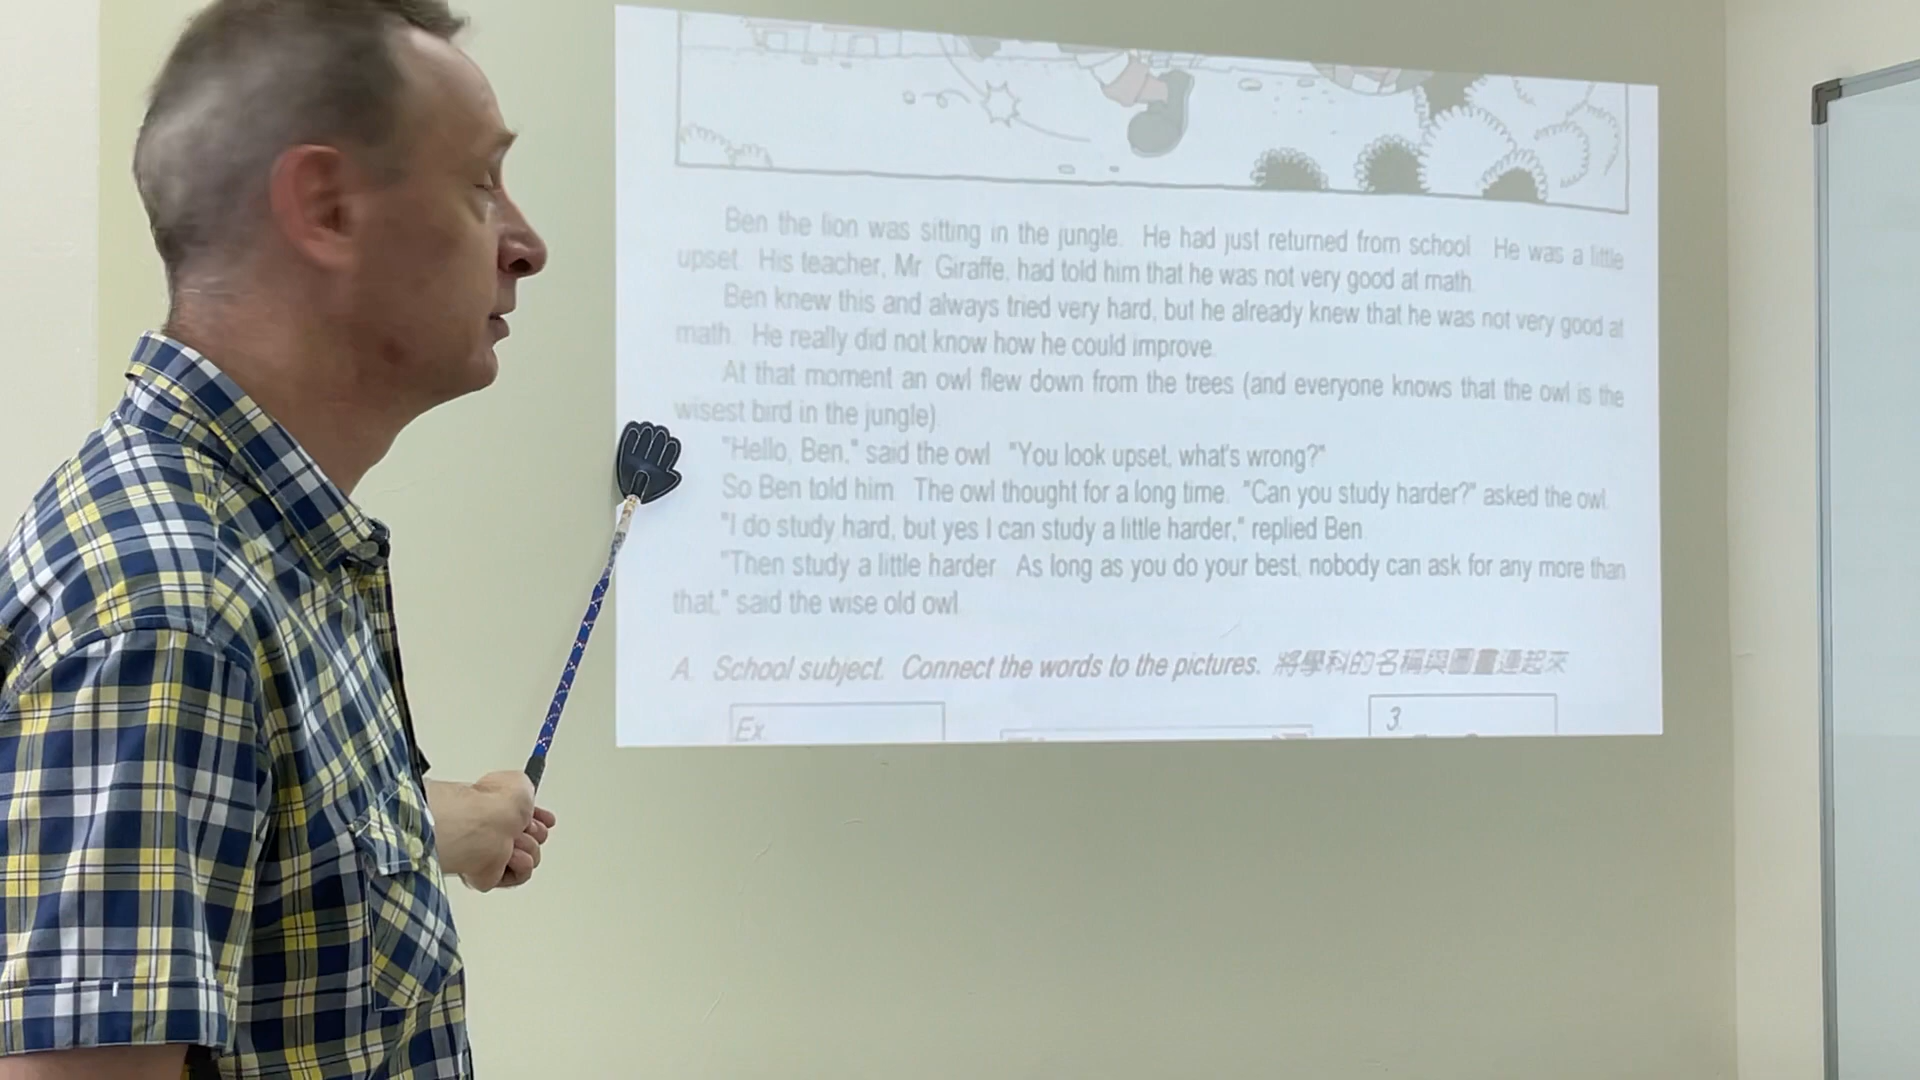 Ben the lion was sitting in the jungle. He had just returned from school. He was a little
upset. His teacher, Mr. Giraffe, had told him that he was not very good at math.
Ben knew this and always tried very hard, but he already knew that he was not very good at
math. He really did not know how he could improve.
At that moment an owl flew down from the trees (and everyone knows that the owl is the
wisest bird in the jungle).
"Hello, Ben," said the owl. "You look upset, what's wrong?"
So Ben told him. The owl thought for a long time. "Can you study harder?" asked the owl.
"I do study hard, but yes I can study a little harder," replied Ben.
"Then study a little harder. As long as you do your best, nobody can ask for any more than
that," said the wise old owl.
A. School subject. Connect the words to the pictures. 將學科的名稱與圖畫連起來
Ex.
3.